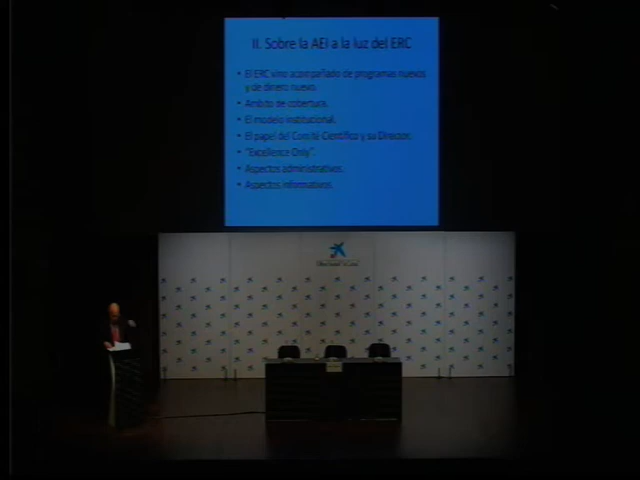 II. Sobre la AEI a la luz del ERC
• El ERC vino acompañado de programas nuevos
y de dinero nuevo.
• Ambito de cobertura.
• El modelo institucional.
• El papel del Comité Científico y su Director.
• "Excellence Only".
• Aspectos administrativos.
• Aspectos informativos.